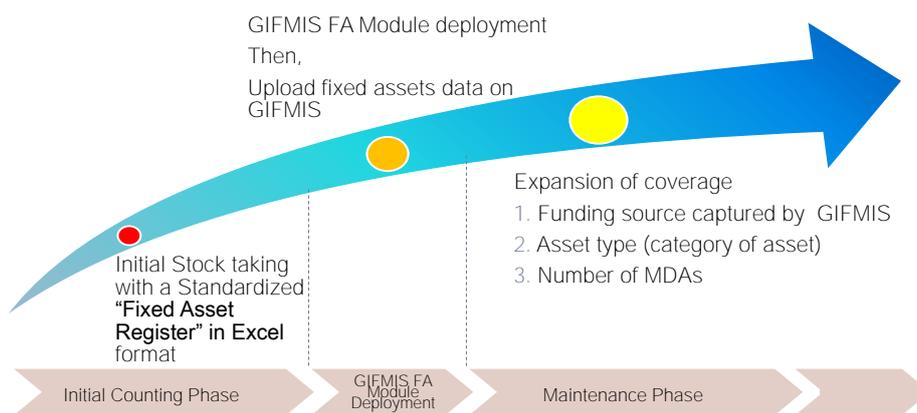 GIFMIS FA Module deployment
Then,
Upload fixed assets data on
GIFMIS
Expansion of coverage
1. Funding source captured by GIFMIS
2. Asset type (category of asset)
3. Number of MDAs
Initial Stock taking
with a Standardized
“Fixed Asset
Register” in Excel
format
Initial Counting Phase
GIFMIS FA
Module
Deployment
Maintenance Phase